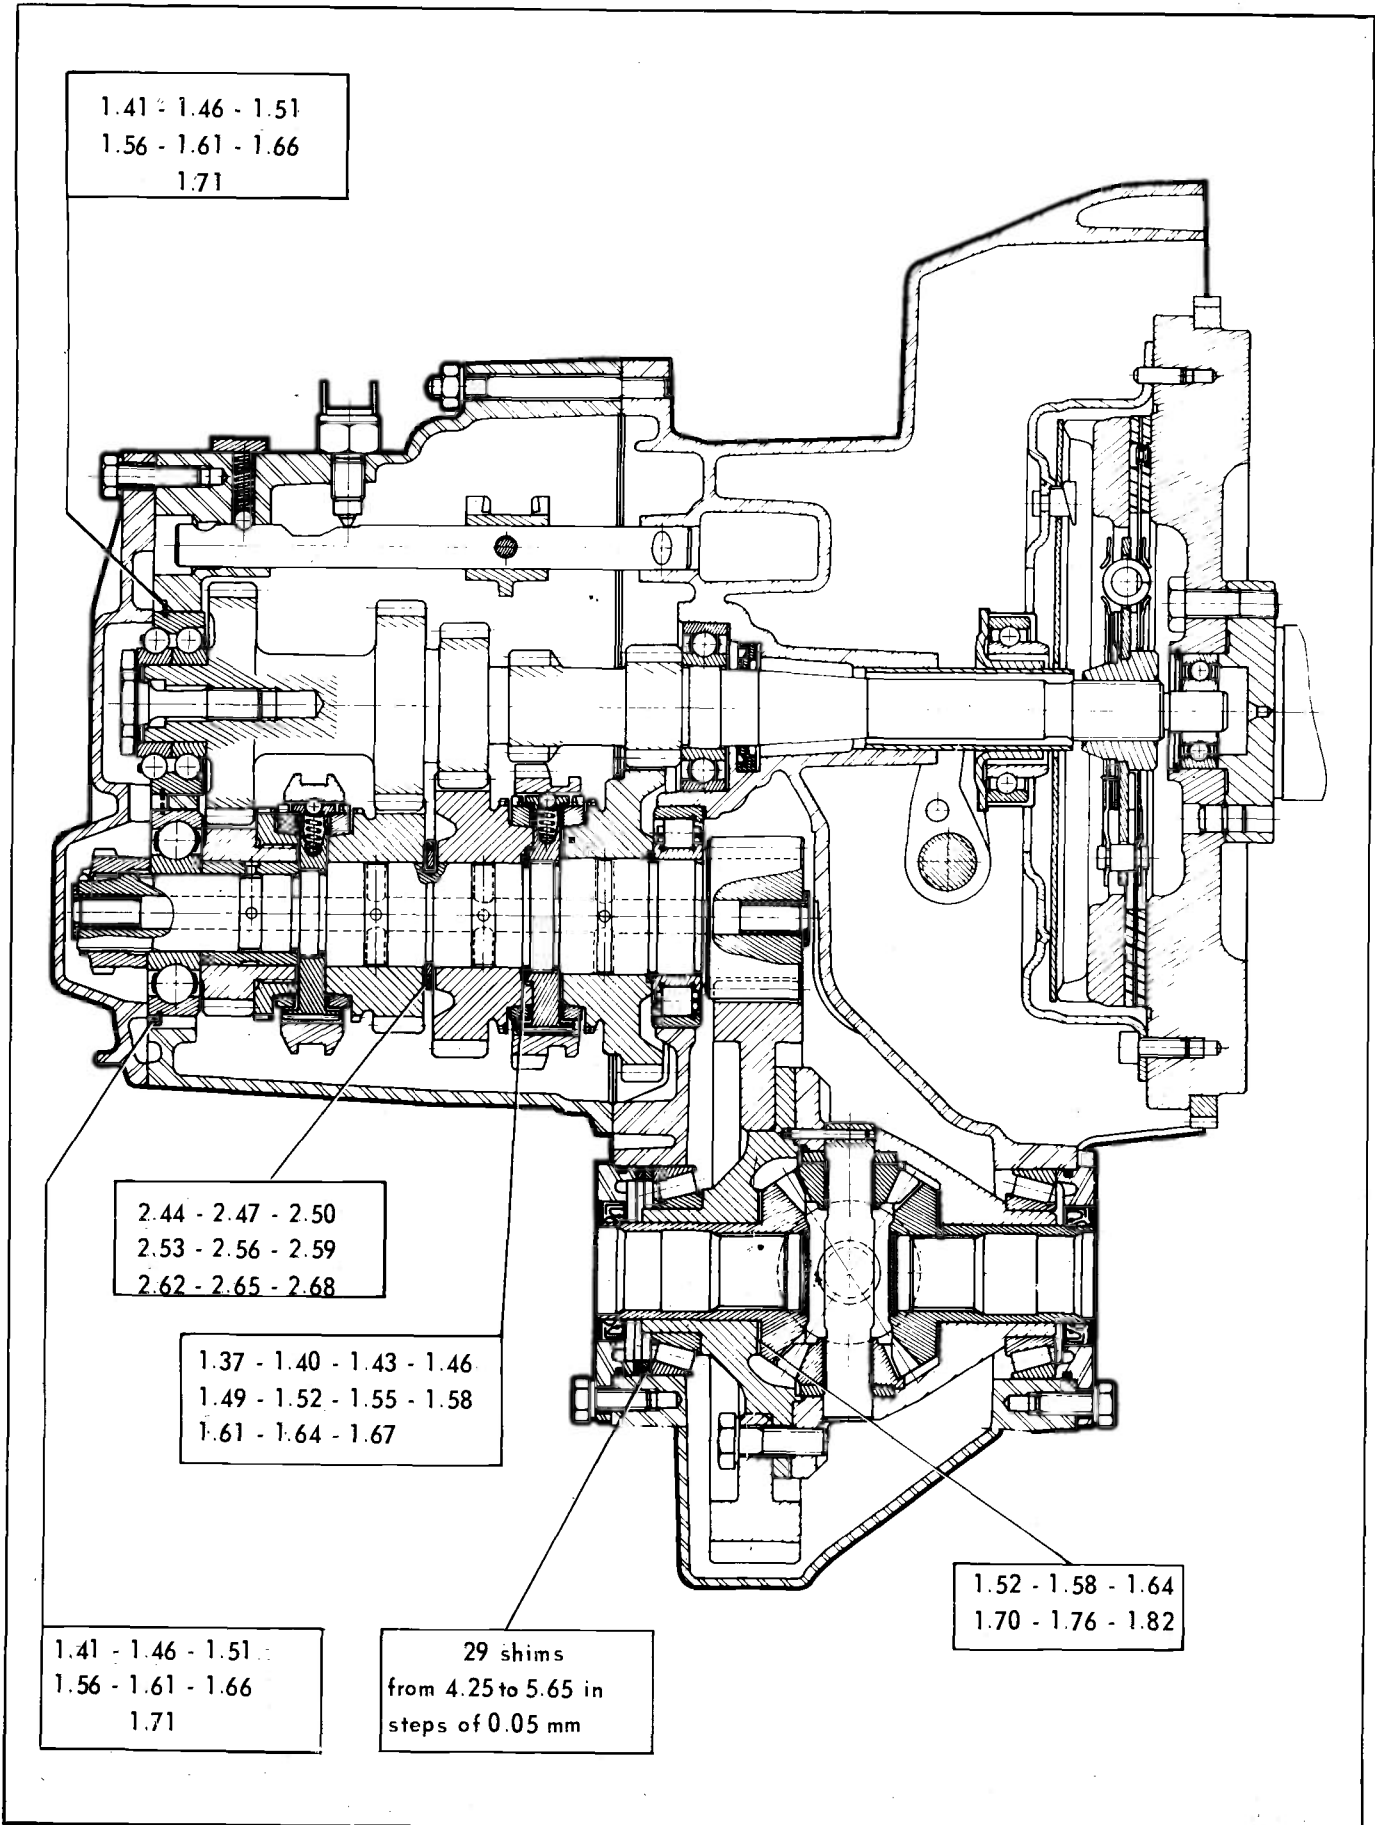 1.41 - 1.46 - 1.51
1.56 - 1.61 - 1.66
1.71
2.44 - 2.47 - 2.50
2.53 - 2.56 - 2.59
2.62 - 2.65 - 2.68
1.37 - 1.40 - 1.43 - 1.46
1.49 - 1.52 - 1.55 - 1.58
1.61 - 1.64 - 1.67
1.52 - 1.58 - 1.64
1.70 - 1.76 - 1.82
1.41 - 1.46 - 1.51
1.56 - 1.61 - 1.66
1.71
29 shims
from 4.25 to 5.65 in
steps of 0.05 mm